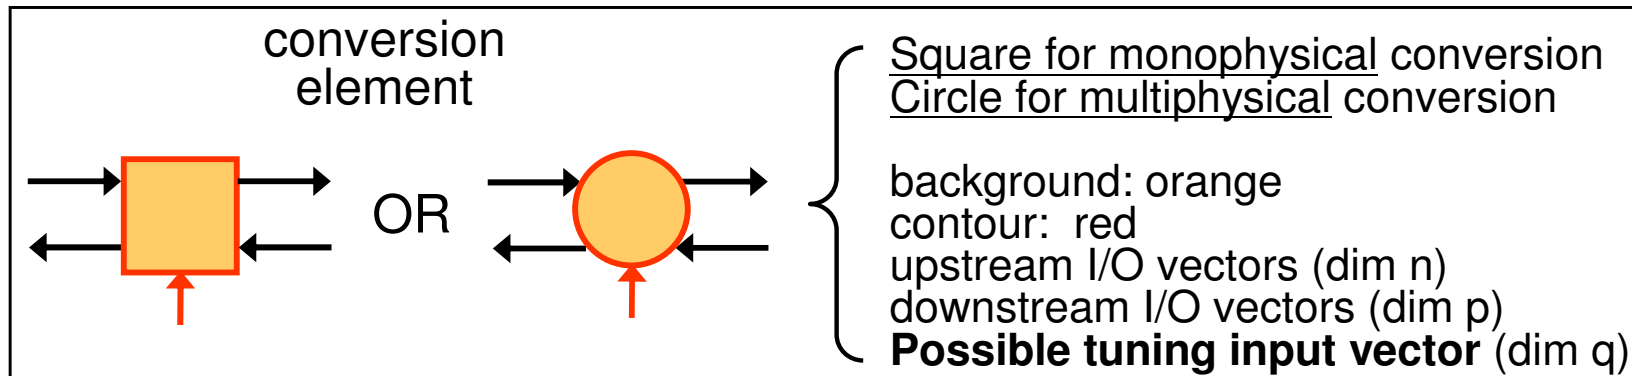 conversion
element
OR
Square for monophysical conversion
Circle for multiphysical conversion
background: orange
contour: red
upstream I/O vectors (dim n)
downstream I/O vectors (dim p)
Possible tuning input vector (dim q)